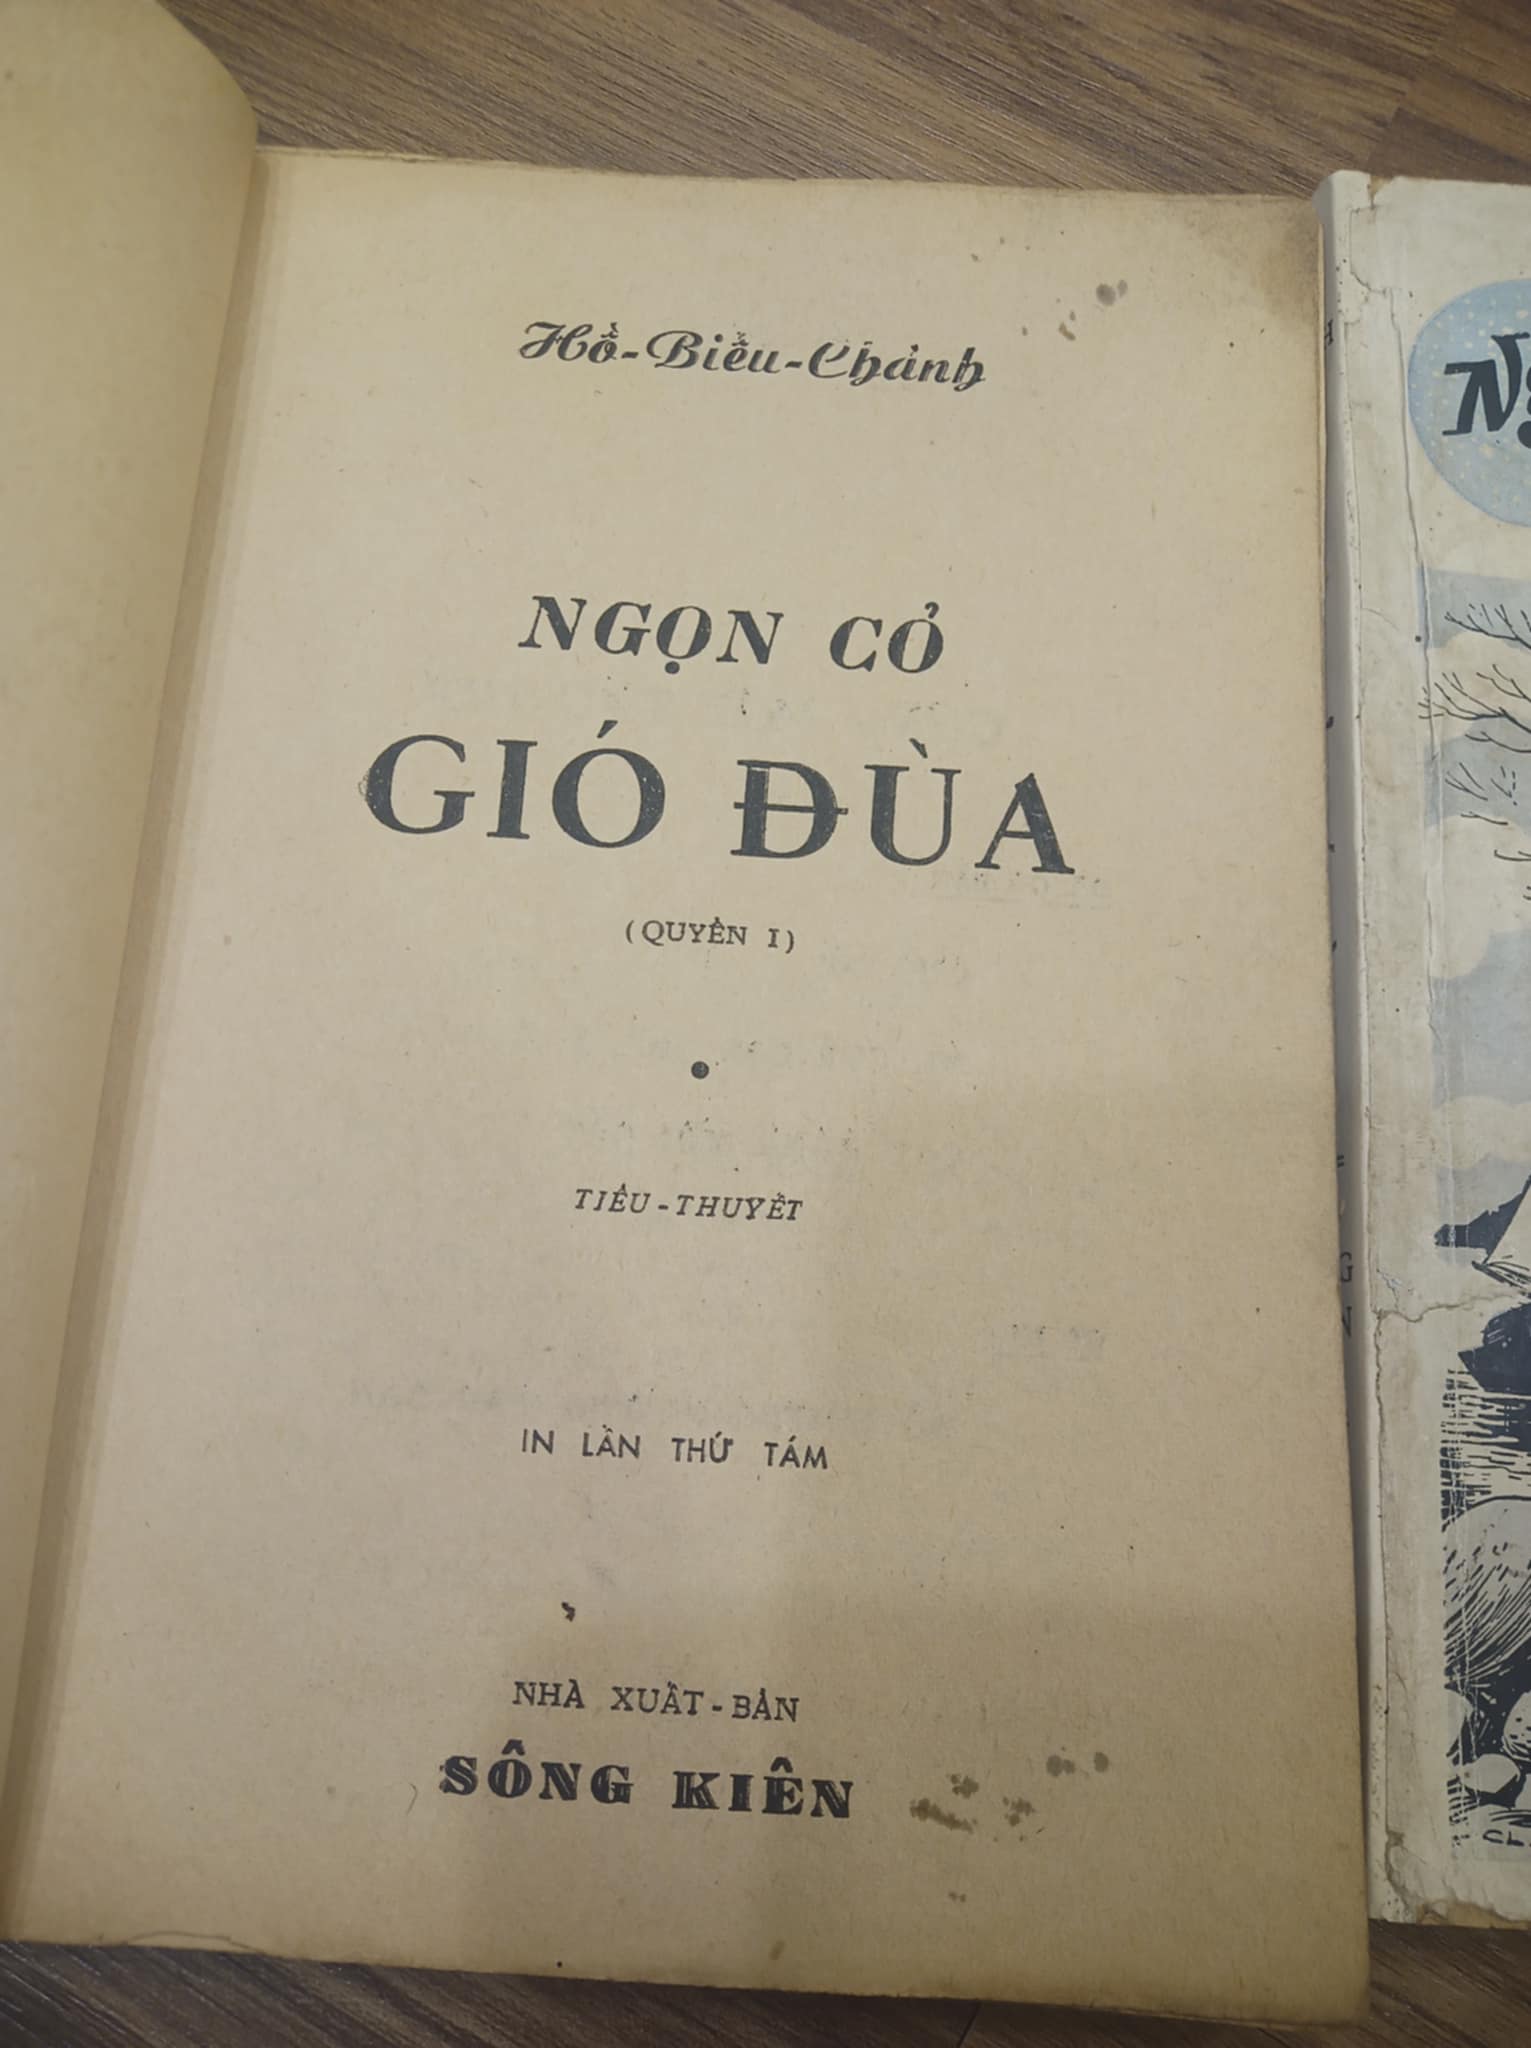 Hồ-Biểu-Chánh
NGỌN CỎ
GIÓ ĐÙA
(QUYỂN I)
TIỂU-THUYẾT
IN LẦN THỨ TÁM
NHÀ XUẤT-BẢN
SÔNG KIÊN